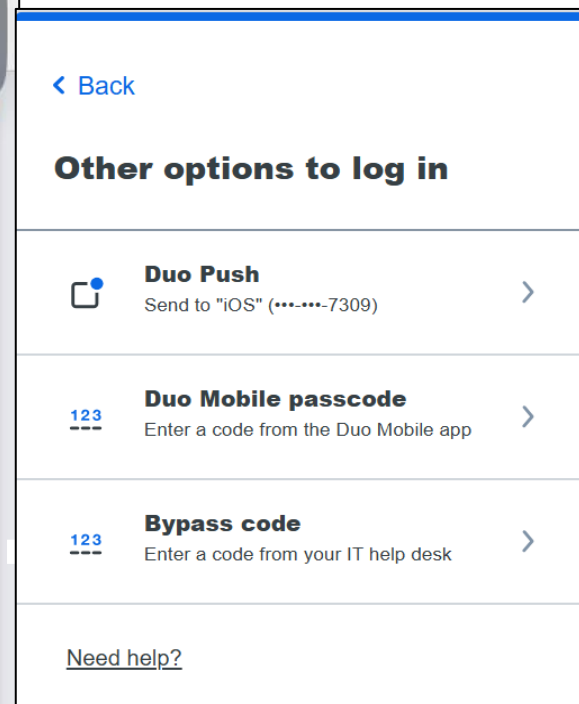 Back
Other options to log in
Duo Push
Send to "iOS" (•••-•••-7309)
123
Duo Mobile passcode
Enter a code from the Duo Mobile app
123
Bypass code
Enter a code from your IT help desk
Need help?